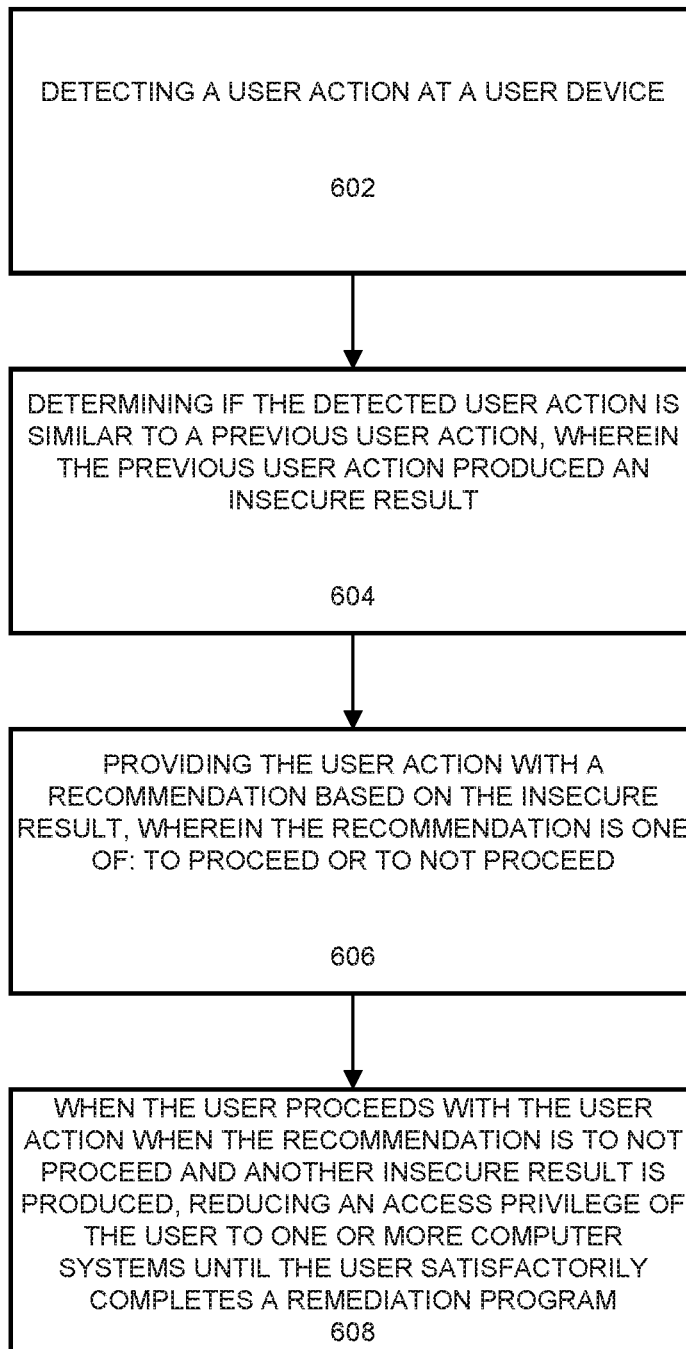 DETECTING A USER ACTION AT A USER DEVICE
602
DETERMINING IF THE DETECTED USER ACTION IS
SIMILAR TO A PREVIOUS USER ACTION, WHEREIN
THE PREVIOUS USER ACTION PRODUCED AN
INSECURE RESULT
604
PROVIDING THE USER ACTION WITH A
RECOMMENDATION BASED ON THE INSECURE
RESULT, WHEREIN THE RECOMMENDATION IS ONE
OF: TO PROCEED OR TO NOT PROCEED
606
WHEN THE USER PROCEEDS WITH THE USER
ACTION WHEN THE RECOMMENDATION IS TO NOT
PROCEED AND ANOTHER INSECURE RESULT IS
PRODUCED, REDUCING AN ACCESS PRIVILEGE OF
THE USER TO ONE OR MORE COMPUTER
SYSTEMS UNTIL THE USER SATISFACTORILY
COMPLETES A REMEDIATION PROGRAM
608